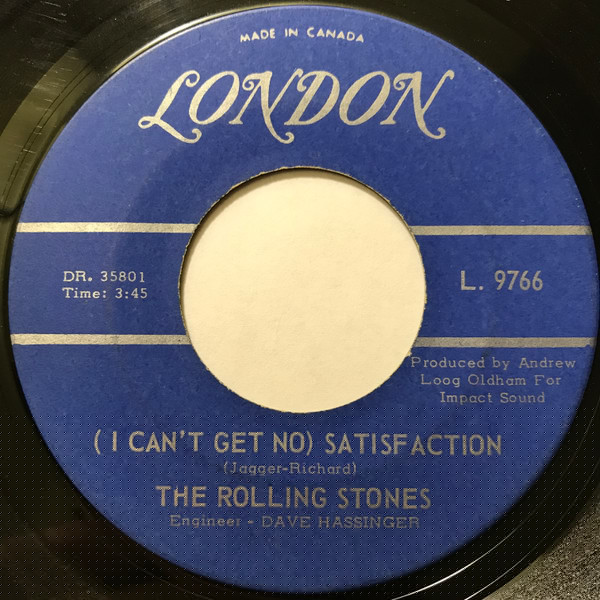 MADE IN CANADA
LONDON
DR. 35801
Time: 3:45
L. 9766
Produced by Andrew
Loog Oldham For
Impact Sound
(I CAN'T GET NO) SATISFACTION
(Jagger-Richard)
THE ROLLING STONES
Engineer - DAVE HASSINGER